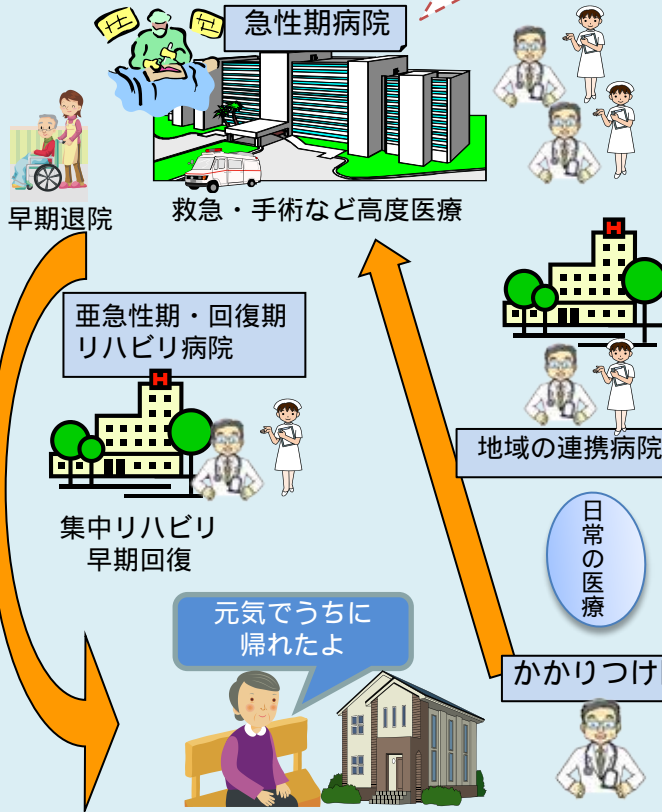 急性期病院
救急・手術など高度医療
早期退院
亜急性期・回復期
リハビリ病院
H
H
集中リハビリ
早期回復
地域の連携病院
日常の医療
元気でうちに
帰れたよ
かかりつけ